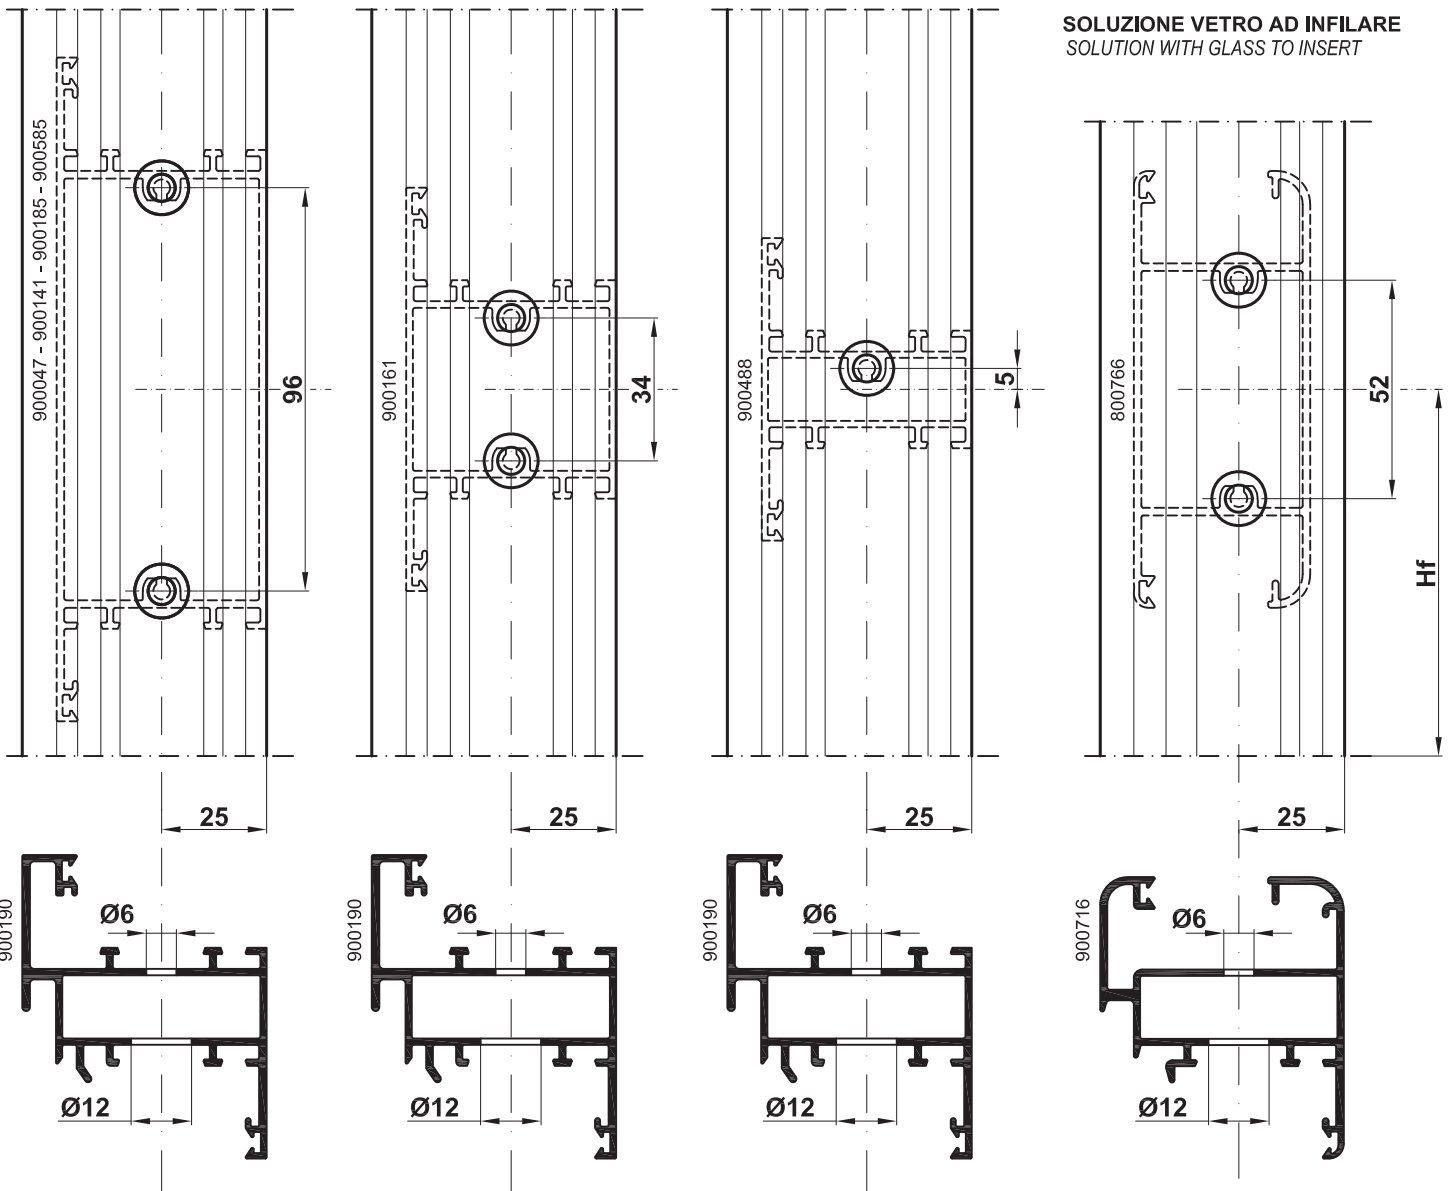 SOLUZIONE VETRO AD INFILARE
SOLUTION WITH GLASS TO INSERT
900047 - 900141 - 900185 - 900585
96
900161
34
900488
5
800766
52
Hf
25
25
25
25
900190
Ø6
Ø12
900190
Ø6
Ø12
900190
Ø6
Ø12
900716
Ø6
Ø12